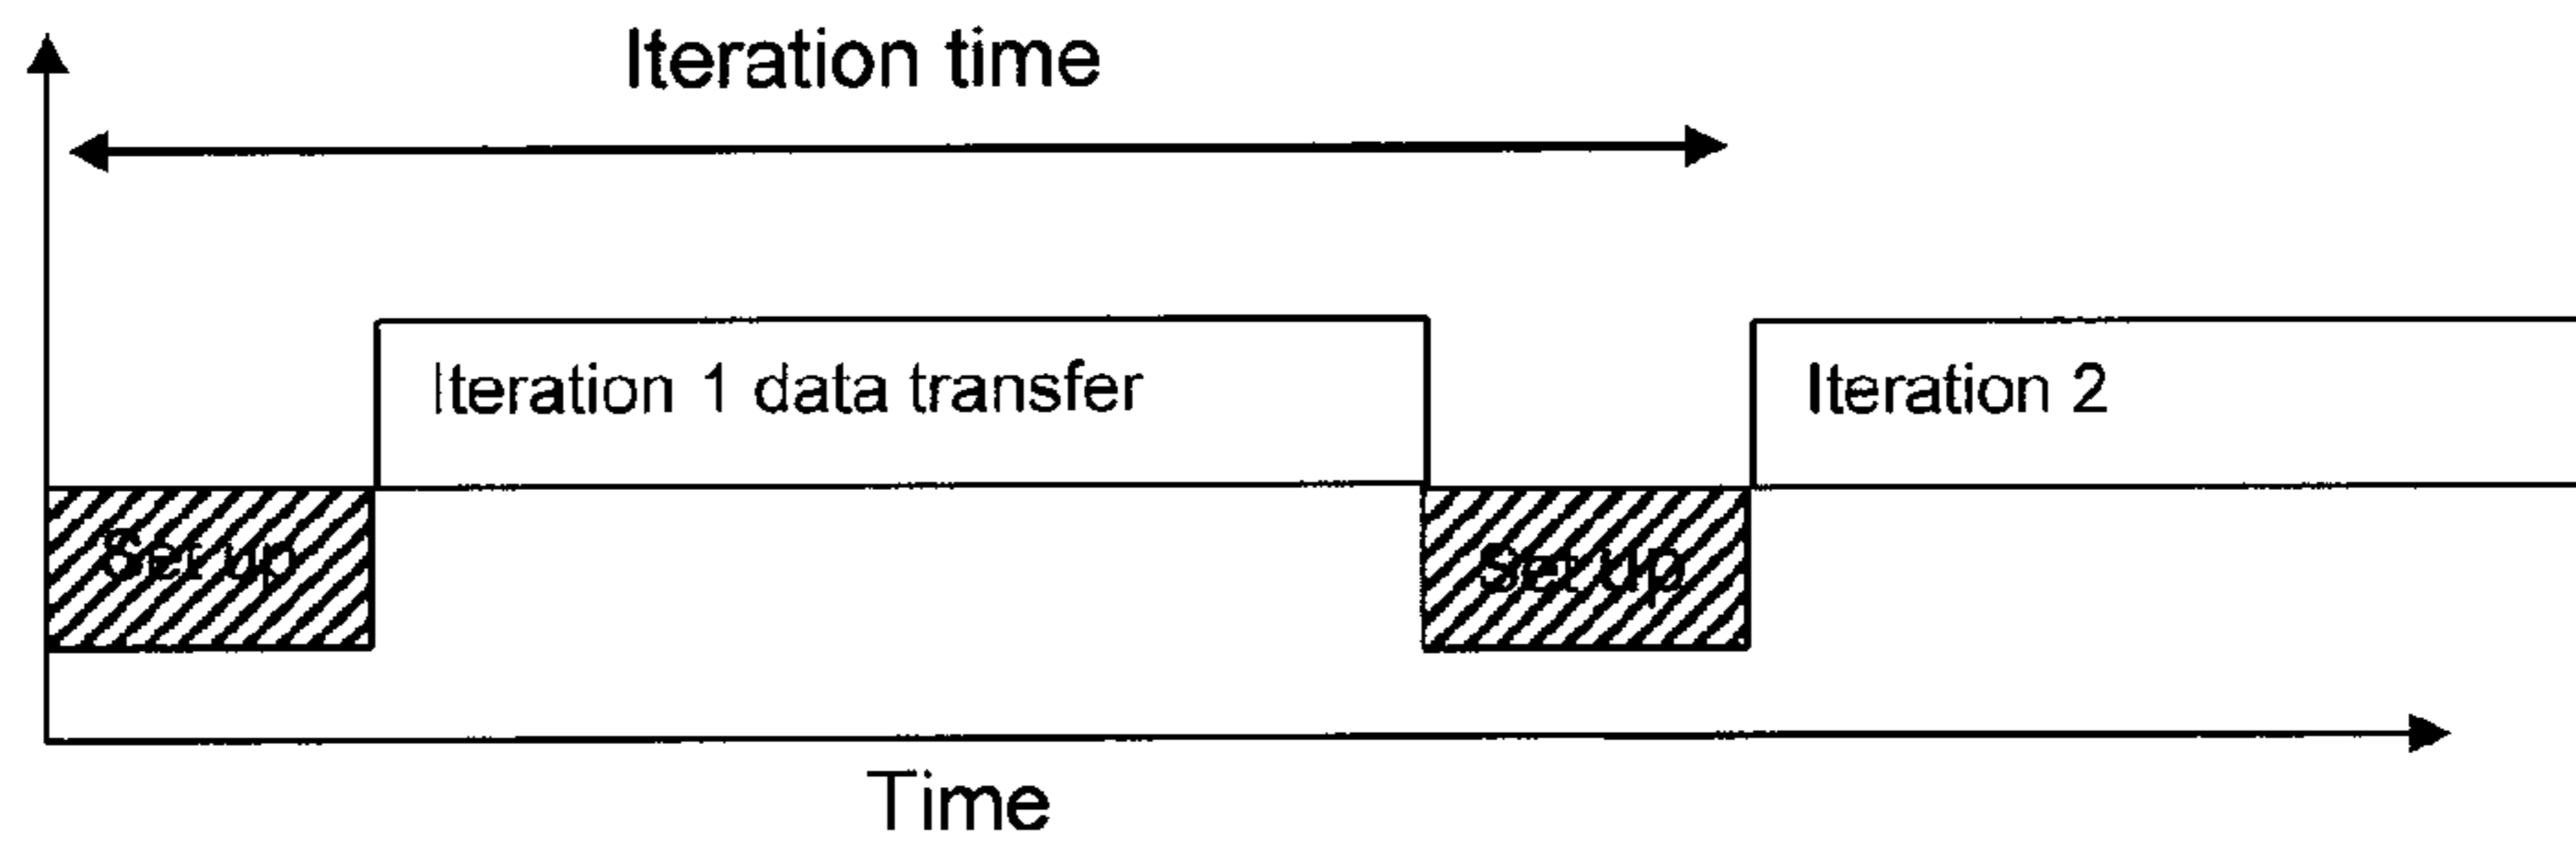 Iteration time
Iteration 1 data transfer
Iteration 2
Set up
Set up
Time